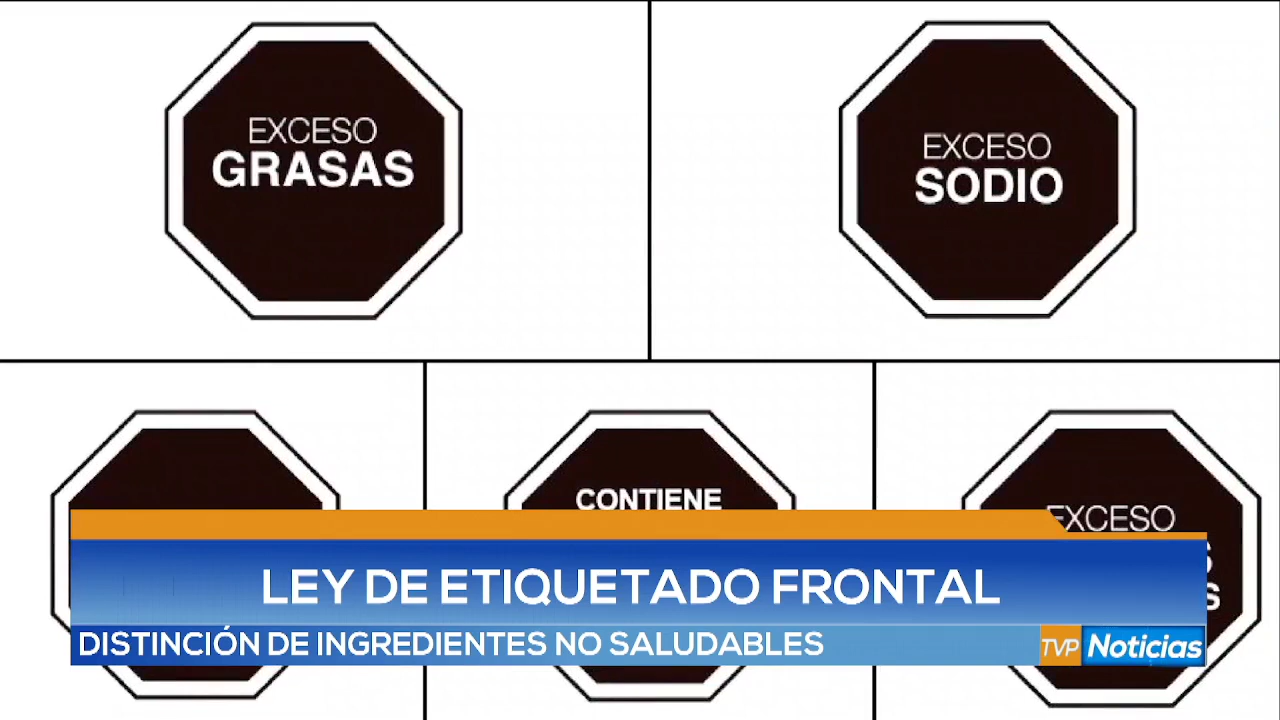 EXCESO
GRASAS
EXCESO
SODIO
CONTIENE
EXCESO
LEY DE ETIQUETADO FRONTAL
DISTINCIÓN DE INGREDIENTES NO SALUDABLES
TVP Noticias